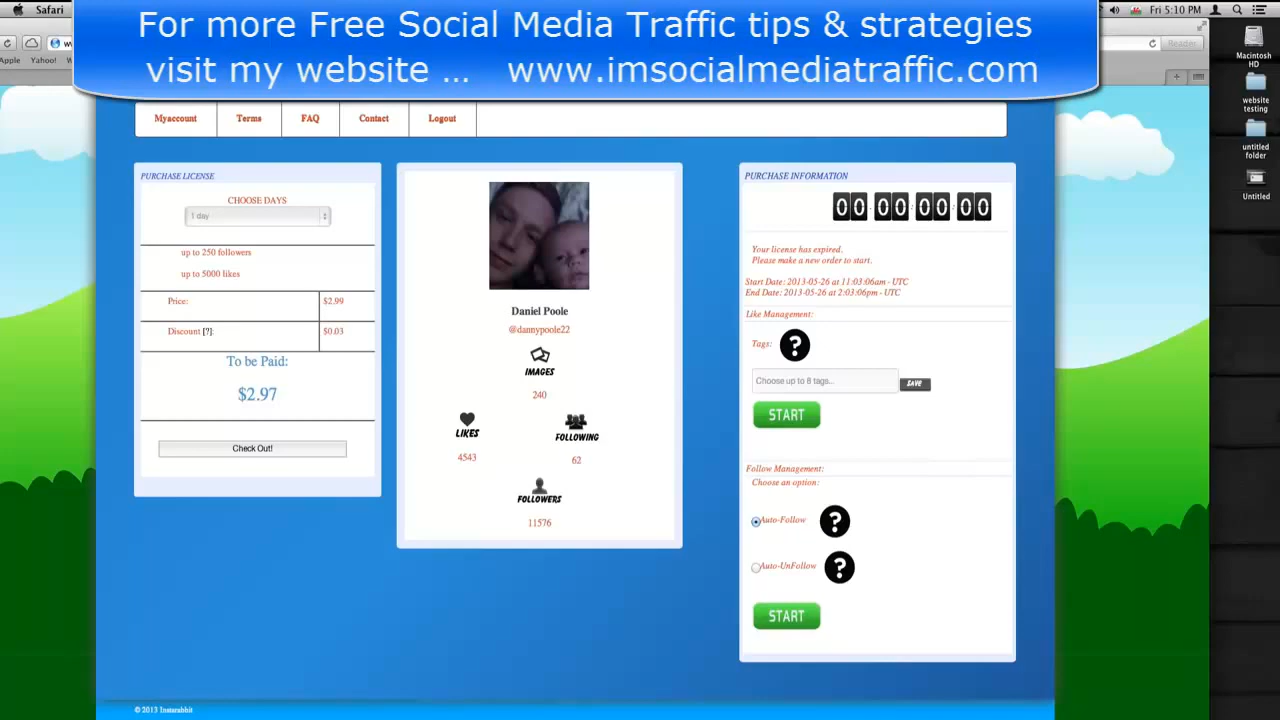 Safari
Fri 5:10 PM
For more Free Social Media Traffic tips & strategies
visit my website ... www.imsocialmediatraffic.com
Reader
Apple Yahoo!
Macintosh HD
website testing
untitled folder
Untitled
Myaccount Terms FAQ Contact Logout
PURCHASE LICENSE
CHOOSE DAYS
1 day
up to 250 followers
up to 5000 likes
Price: $2.99
Discount [?]: $0.03
To be Paid:
$2.97
Check Out!
Daniel Poole
@dannypoole22
IMAGES
240
LIKES FOLLOWING
4543 62
FOLLOWERS
11576
PURCHASE INFORMATION
00:00:00:00
Your license has expired.
Please make a new order to start.
Start Date: 2013-05-26 at 11:03:06am - UTC
End Date: 2013-05-26 at 2:03:06pm - UTC
Like Management:
Tags: ?
Choose up to 8 tags... SAVE
START
Follow Management:
Choose an option:
Auto-Follow ?
Auto-UnFollow ?
START
© 2013 Instarabbit